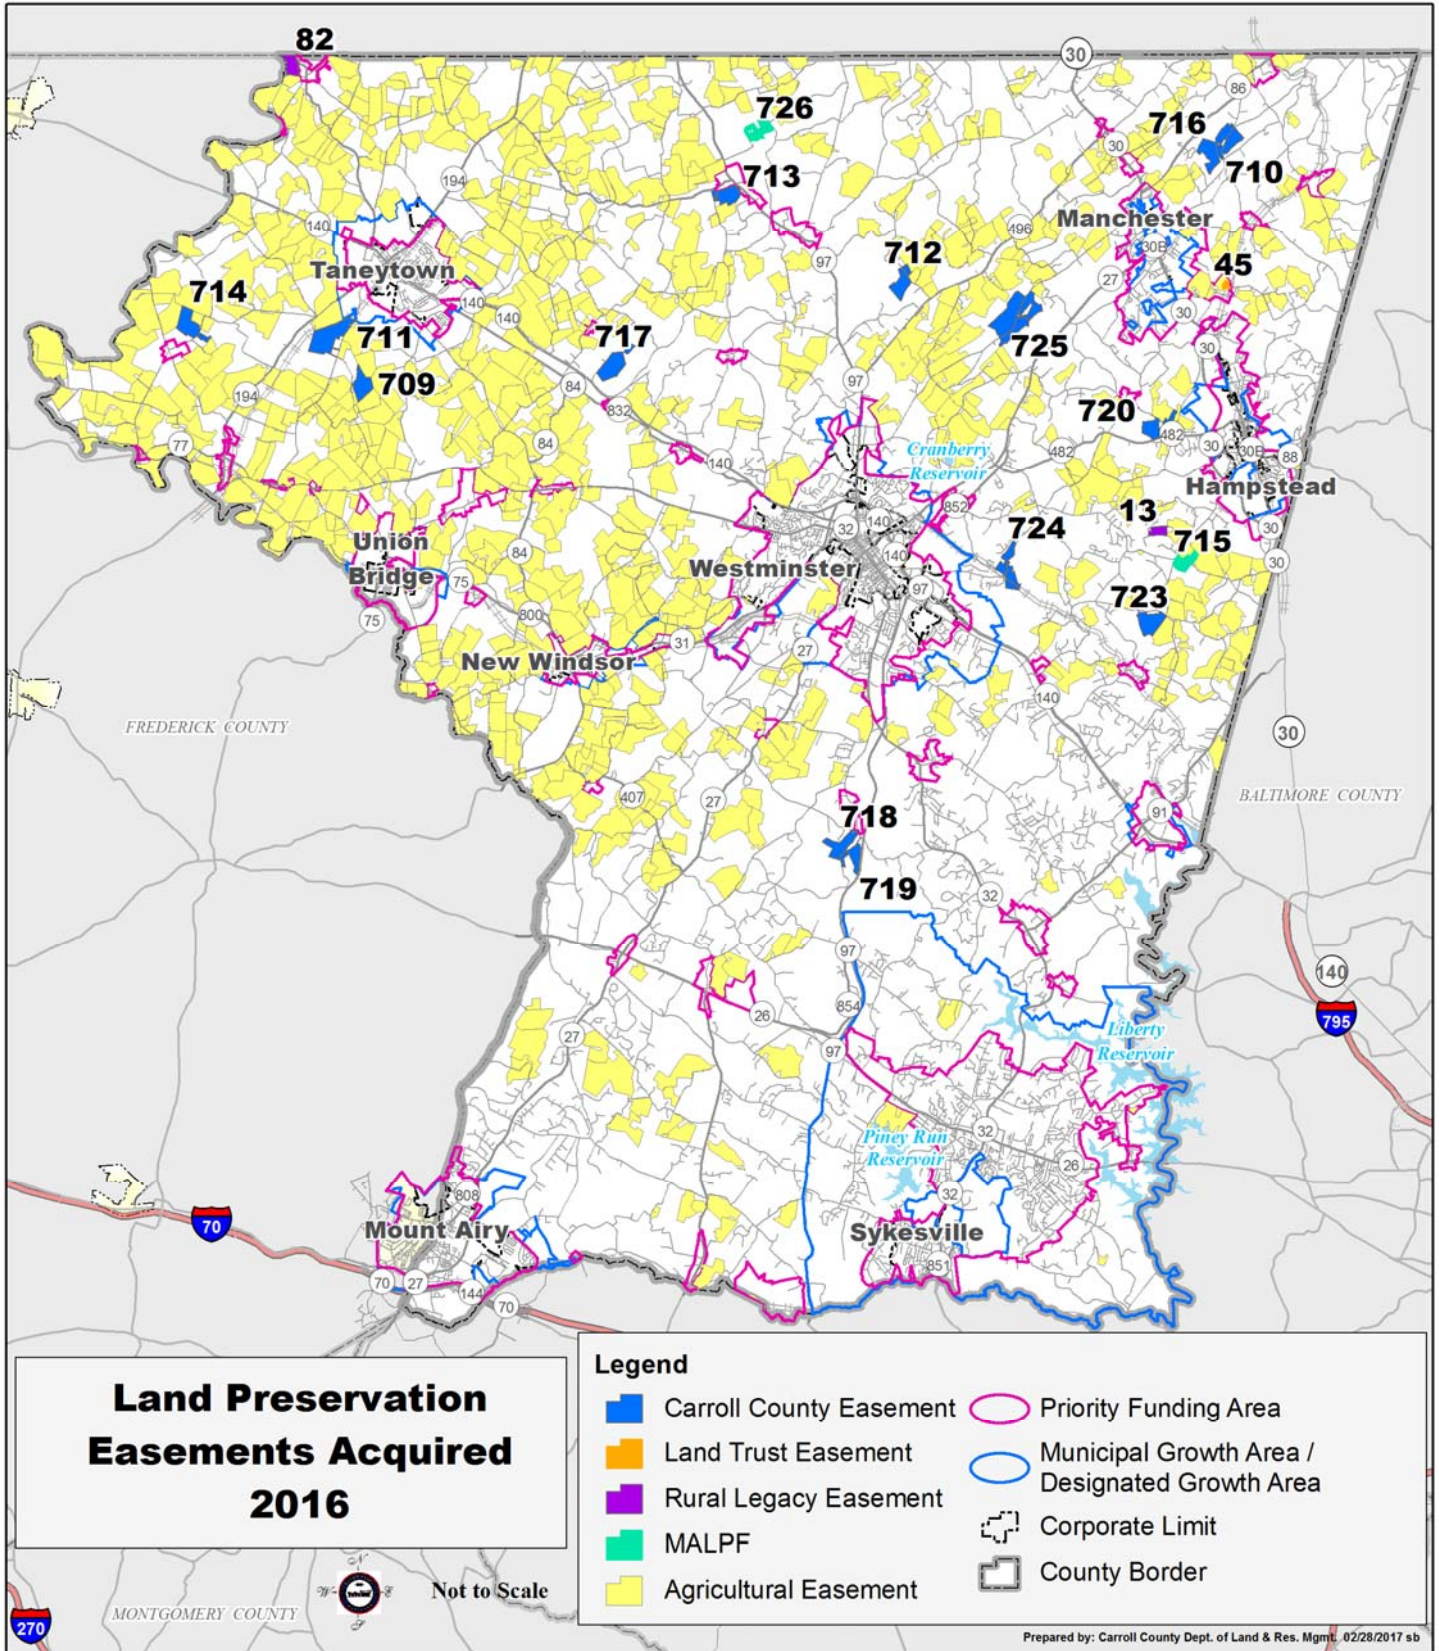 82
30
86
726
716
30
710
713
194
140
Manchester
496
30B
97
712
27
45
Taneytown
714
140
140
30
711
717
725
30
709
84
97
194
832
720
482
482
30
30B
88
77
84
140
Cranberry
Reservoir
Hampstead
852
13
30
Union
Bridge
84
32
140
140
724
715
30
Westminster
97
723
75
75
800
31
27
New Windsor
140
FREDERICK COUNTY
30
407
27
91
BALTIMORE COUNTY
718
719
32
97
140
795
26
854
27
97
Liberty
Reservoir
32
Piney Run
Reservoir
26
808
32
70
Mount Airy
Sykesville
851
70
27
144
70
Land Preservation
Easements Acquired
2016
Legend
Carroll County Easement
Land Trust Easement
Rural Legacy Easement
MALPF
Agricultural Easement
Priority Funding Area
Municipal Growth Area /
Designated Growth Area
Corporate Limit
County Border
N
W
E
S
Not to Scale
MONTGOMERY COUNTY
270
Prepared by: Carroll County Dept. of Land & Res. Mgmt. 02/28/2017 sb